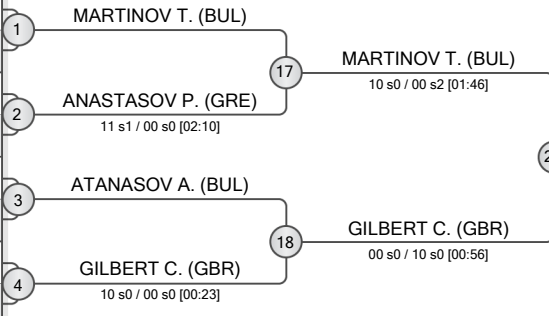 MARTINOV T. (BUL)
1
17
MARTINOV T. (BUL)
10 s0 / 00 s2 [01:46]
ANASTASOV P. (GRE)
2
11 s1 / 00 s0 [02:10]
2
ATANASOV A. (BUL)
3
18
GILBERT C. (GBR)
00 s0 / 10 s0 [00:56]
GILBERT C. (GBR)
4
10 s0 / 00 s0 [00:23]